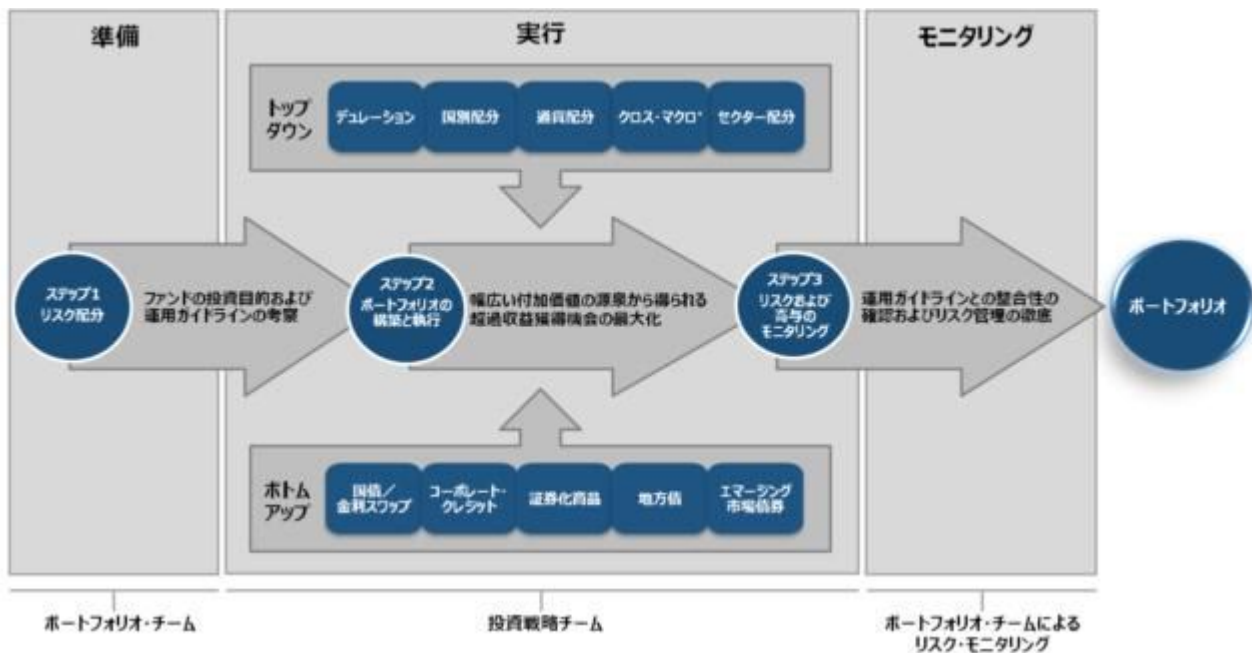 準備
実行
モニタリング
トップ
ダウン
デュレーション
国別配分
通貨配分
クロス・マクロ*
セクター配分
ステップ1
リスク配分
ファンドの投資目的および
運用ガイドラインの考察
ステップ2
ポートフォリオの
構築と執行
幅広い付加価値の源泉から得られる
超過収益獲得機会の最大化
ステップ3
リスクおよび
寄与の
モニタリング
運用ガイドラインとの整合性の
確認およびリスク管理の徹底
ポートフォリオ
ボトム
アップ
国債/
金利スワップ
コーポレート・
クレジット
証券化商品
地方債
エマージング
市場債券
ポートフォリオ・チーム
投資戦略チーム
ポートフォリオ・チームによる
リスク・モニタリング